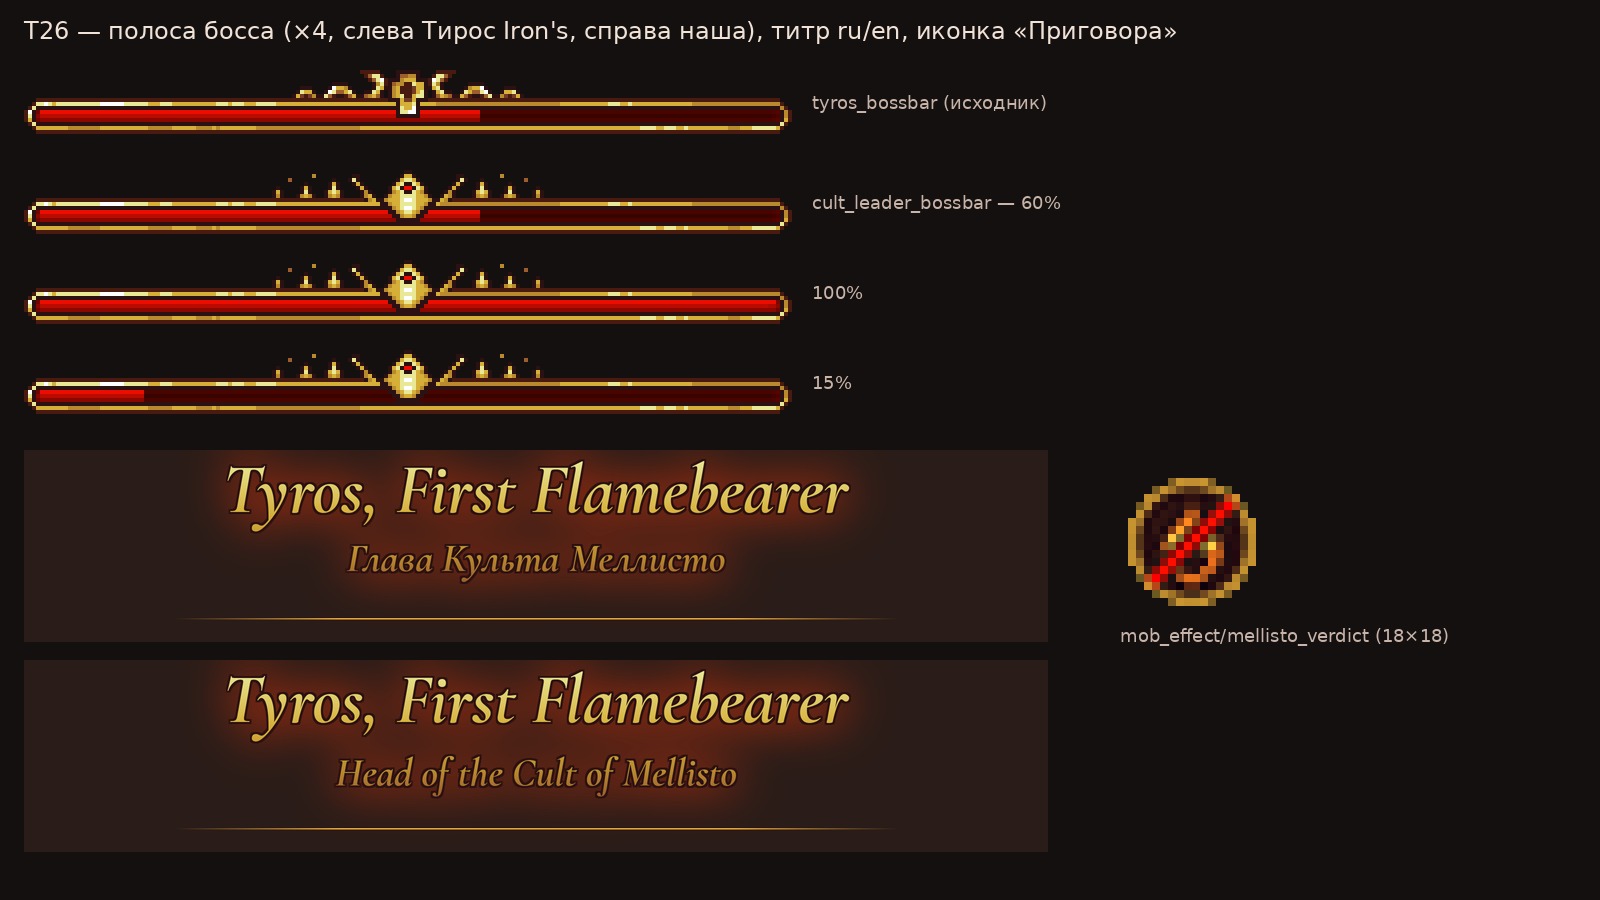 T26 — полоса босса (×4, слева Тирос Iron's, справа наша), титр ru/en, иконка «Приговора»
tyros_bossbar (исходник)
cult_leader_bossbar — 60%
100%
15%
Tyros, First Flamebearer
Глава Культа Меллисто
mob_effect/mellisto_verdict (18×18)
Tyros, First Flamebearer
Head of the Cult of Mellisto